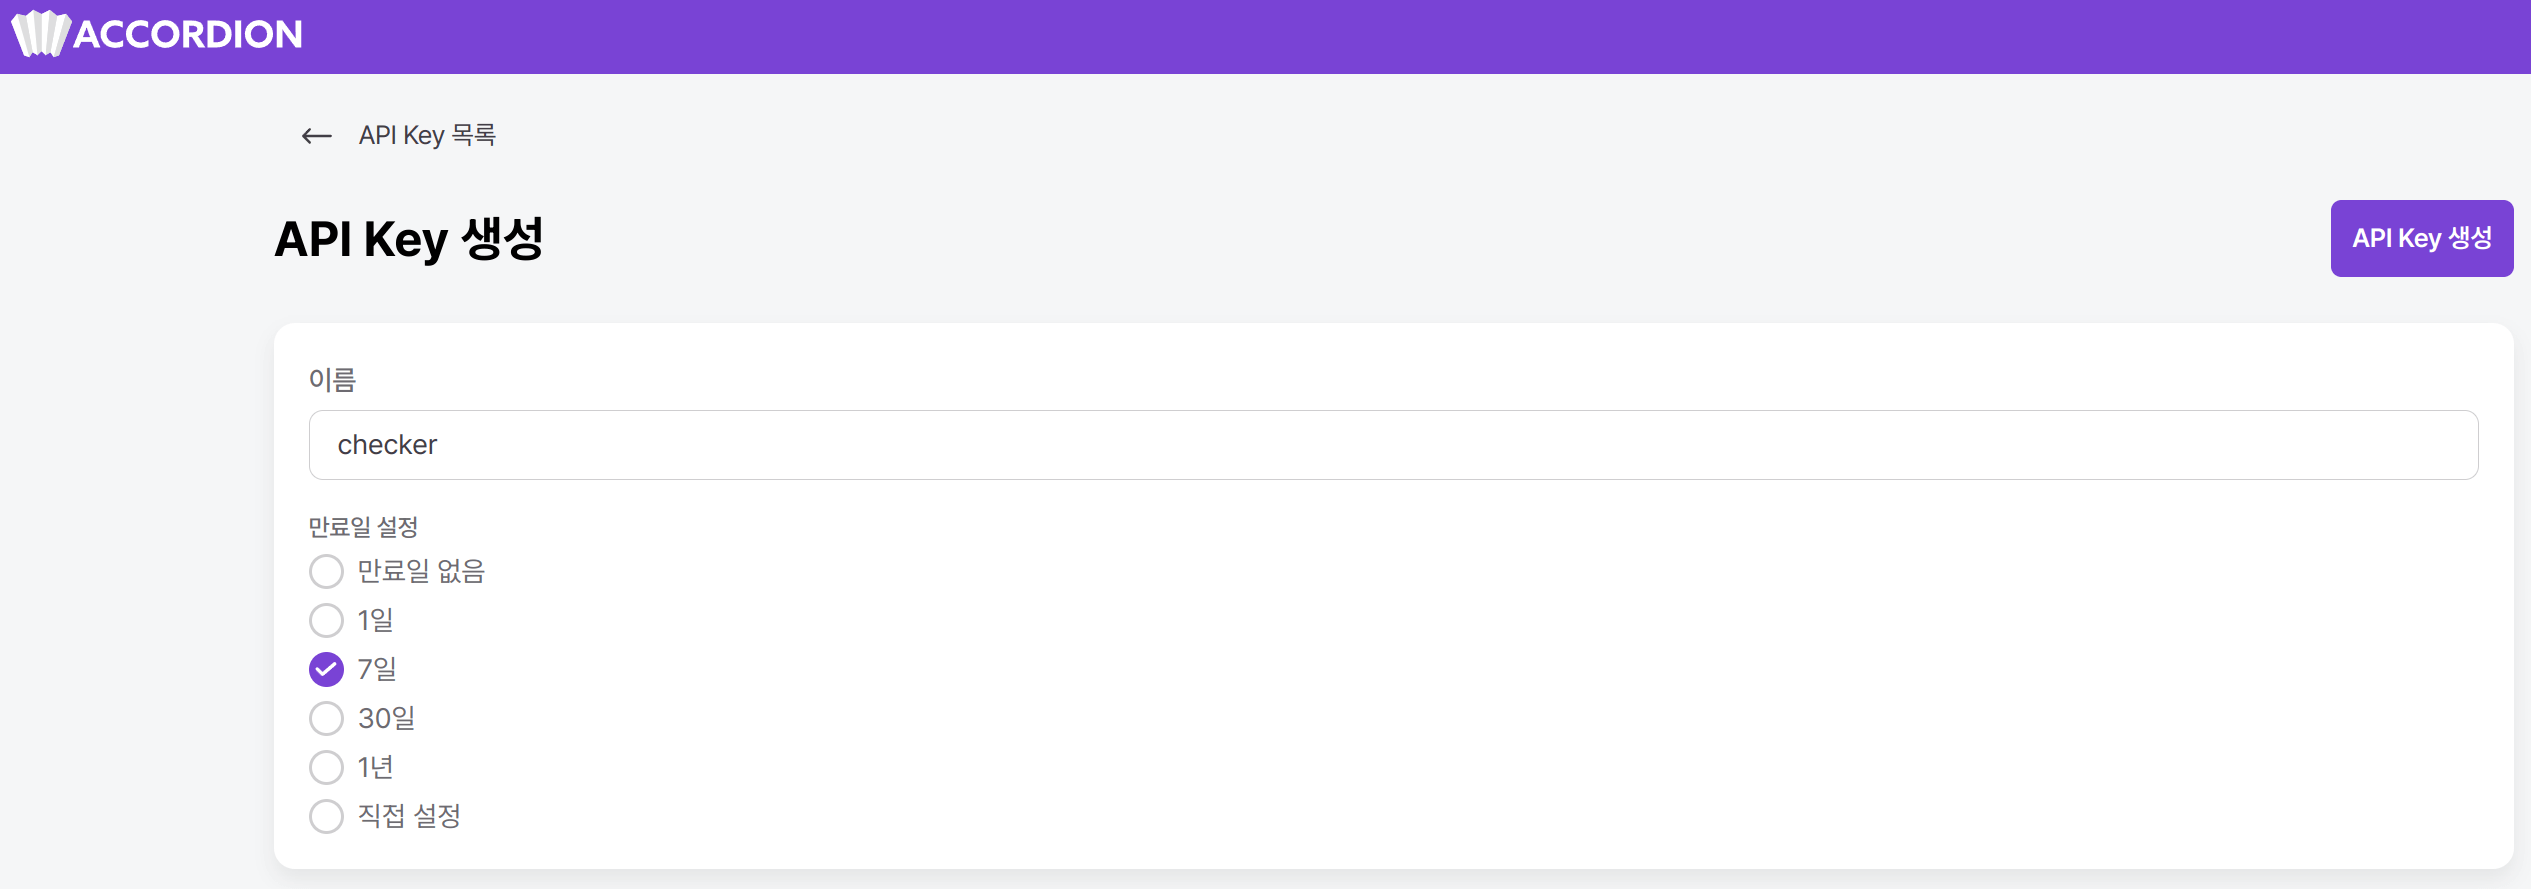 ACCORDION
API Key 목록
API Key 생성
API Key 생성
이름
checker
만료일 설정
만료일 없음
1일
7일
30일
1년
직접 설정